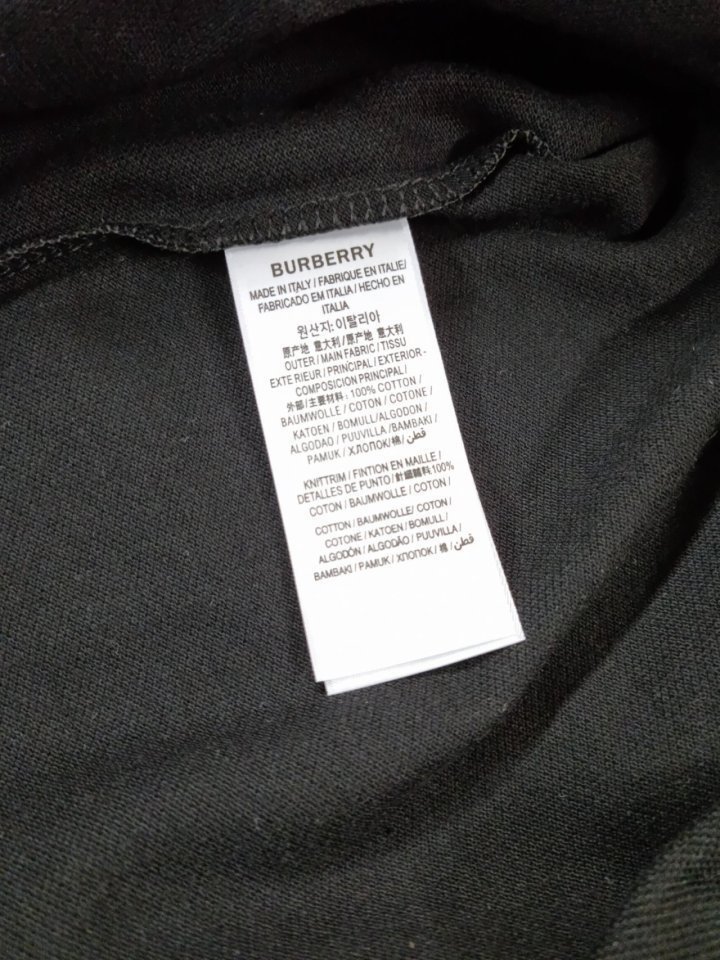 BURBERRY
MADE IN ITALY / FABRIQUE EN ITALIE/
FABRICADO EM ITALIA / HECHO EN
ITALIA
원산지: 이탈리아
原产地 意大利 / 原产地 意大利
OUTER / MAIN FABRIC / TISSU
EXTE RIEUR / PRINCIPAL / EXTERIOR-
COMPOSICION PRINCIPAL/
外部 / 主要材料 : 100% COTTON /
BAUMWOLLE / COTON / COTONE /
KATOEN / BOMULL / ALGODON /
ALGODAO / PUUVILLA / BAMBAKI /
PAMUK / ХЛОПОК / 棉 / قطن
KNITTRIM / FINTION EN MAILLE /
DETALLES DE PUNTO / 針織輔料 100%
COTON / BAUMWOLLE / COTON /
COTTON / BAUMWOLLE/ COTON /
COTONE / KATOEN / BOMULL /
ALGODÓN / ALGODÃO / PUUVILLA /
BAMBAKI / PAMUK / ХЛОПОК / 棉 / قطن